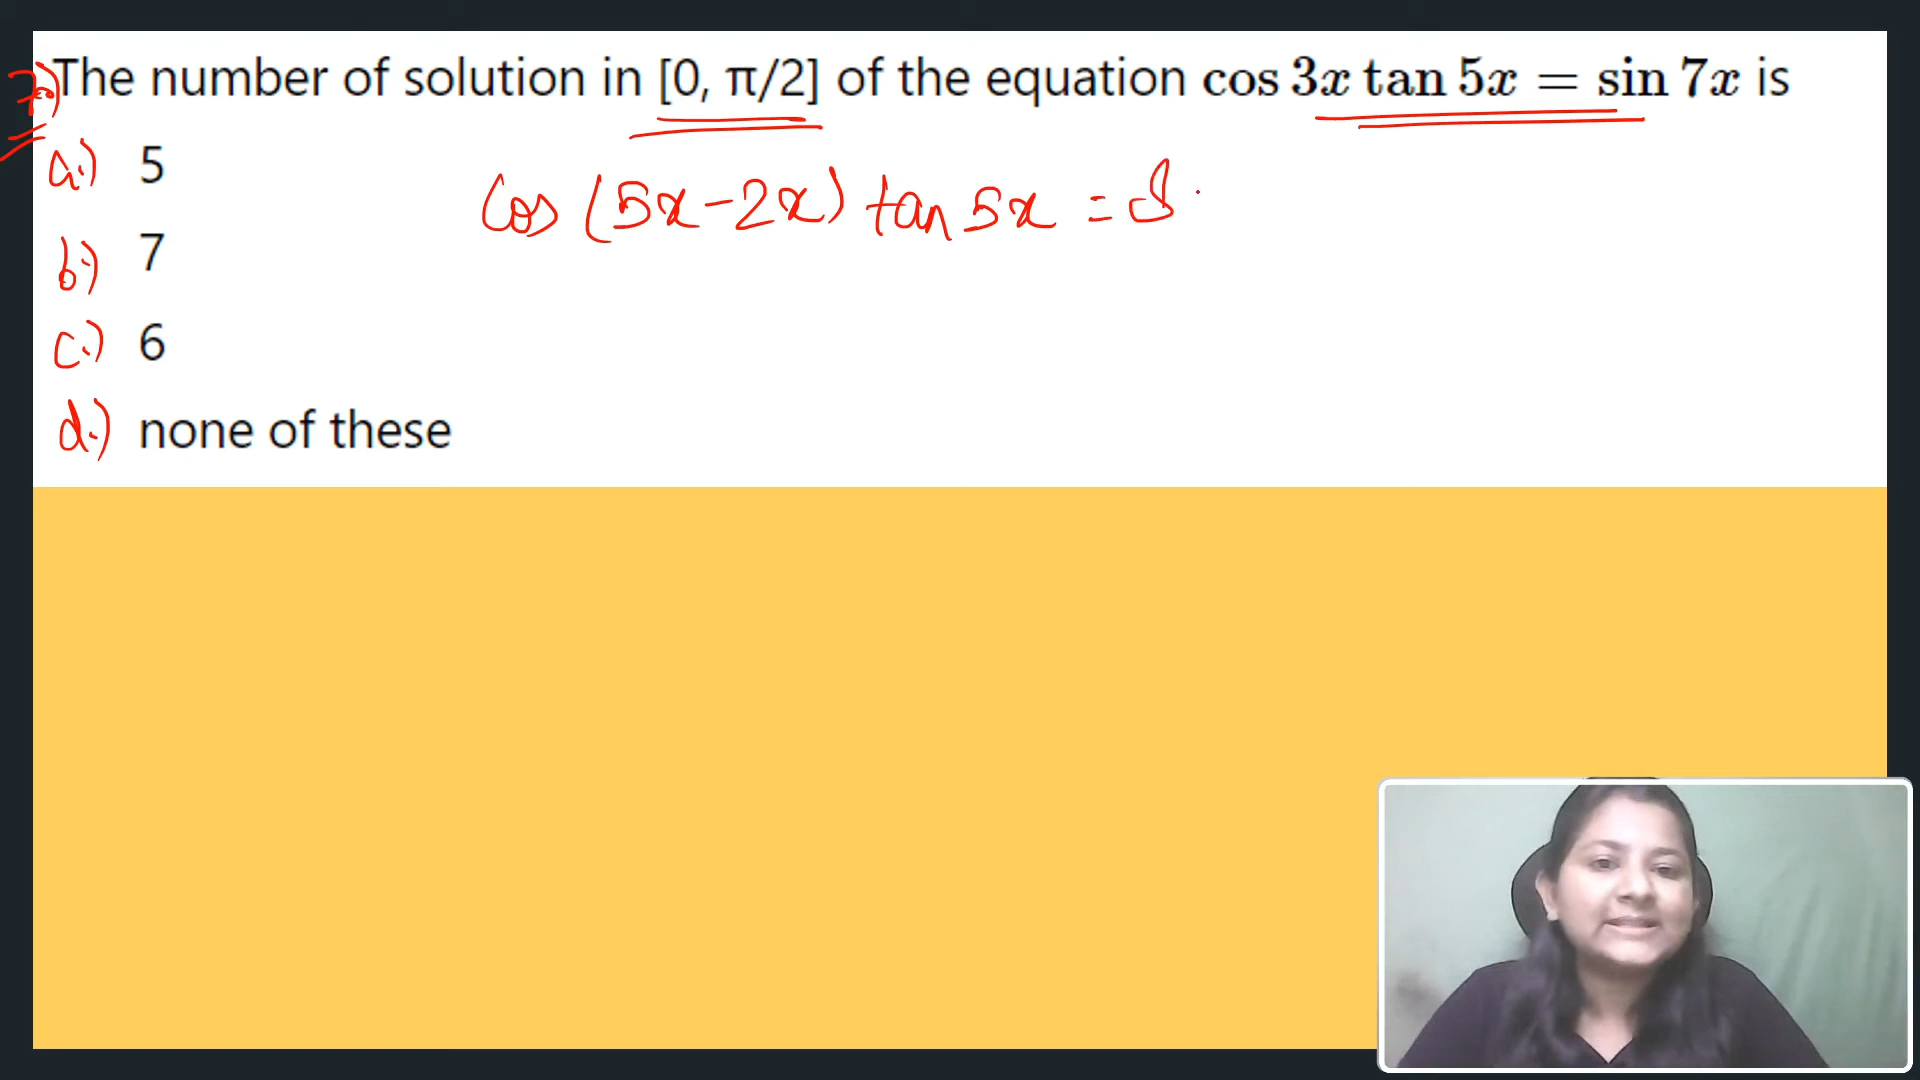 7.) The number of solution in [0, π/2] of the equation cos 3x tan 5x = sin 7x is
a.) 5
cos (5x-2x) tan 5x = s
b.) 7
c.) 6
d.) none of these